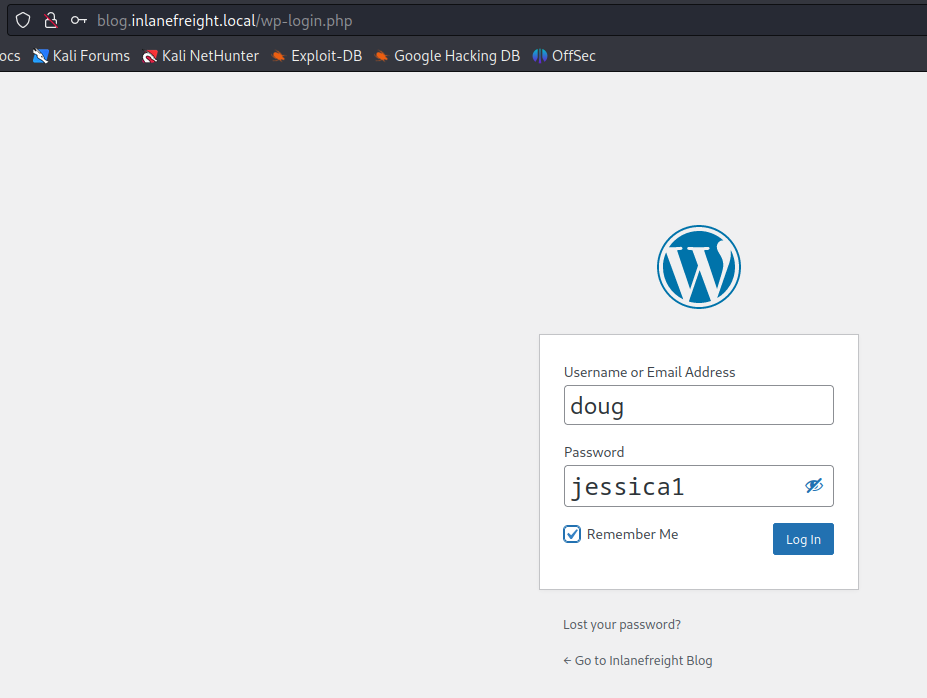 blog.inlanefreight.local/wp-login.php
ocs Kali Forums Kali NetHunter Exploit-DB Google Hacking DB OffSec
Username or Email Address
doug
Password
jessica1
Remember Me Log In
Lost your password?
← Go to Inlanefreight Blog